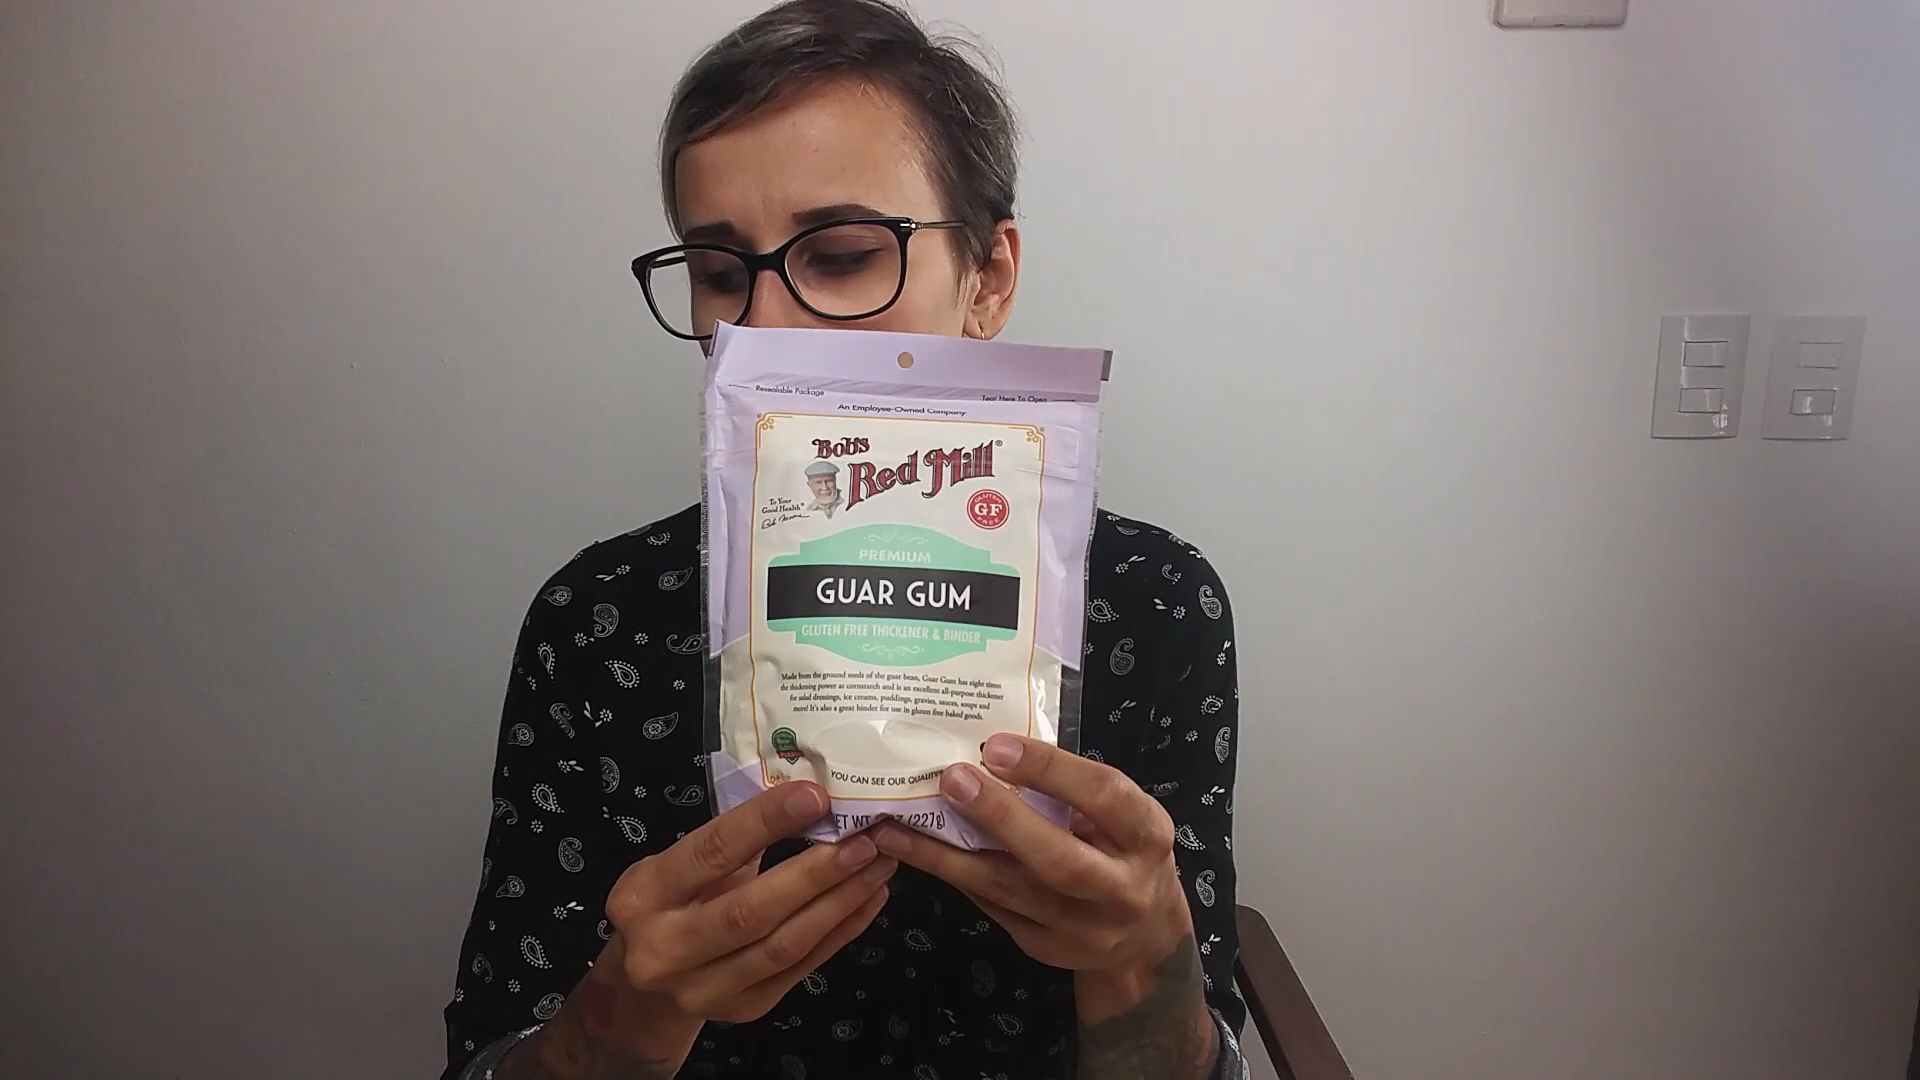 Resealable Package
Tear Here To Open
An Employee-Owned Company
Bob's
Red Mill®
To Your
Good Health®
Bob Moore
GLUTEN
GF
FREE
PREMIUM
GUAR GUM
GLUTEN FREE THICKENER & BINDER
Made from the ground seeds of the guar bean, Guar Gum has eight times
the thickening power as cornstarch and is an excellent all-purpose thickener
for salad dressings, ice creams, puddings, gravies, sauces, soups and
more! It's also a great binder for use in gluten free baked goods.
YOU CAN SEE OUR QUALITY
ET WT (227g)